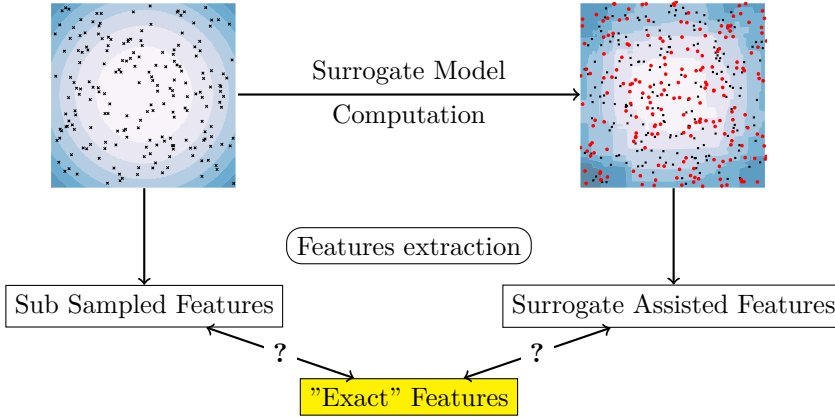 Surrogate Model
Computation
Features extraction
Sub Sampled Features
Surrogate Assisted Features
?
?
”Exact” Features